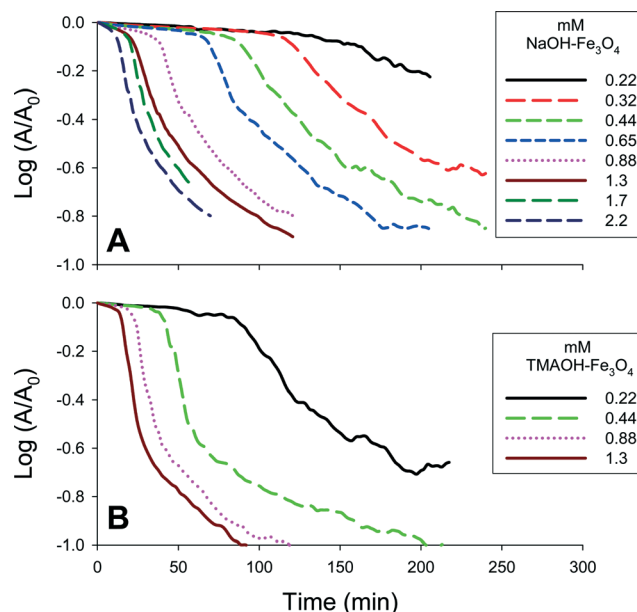 0.0
-0.2
-0.4
-0.6
-0.8
-1.0
Log (A/A₀)
A
mM
NaOH-Fe₃O₄
0.22
0.32
0.44
0.65
0.88
1.3
1.7
2.2
0.0
-0.2
-0.4
-0.6
-0.8
-1.0
Log (A/A₀)
B
mM
TMAOH-Fe₃O₄
0.22
0.44
0.88
1.3
0 50 100 150 200 250 300
Time (min)